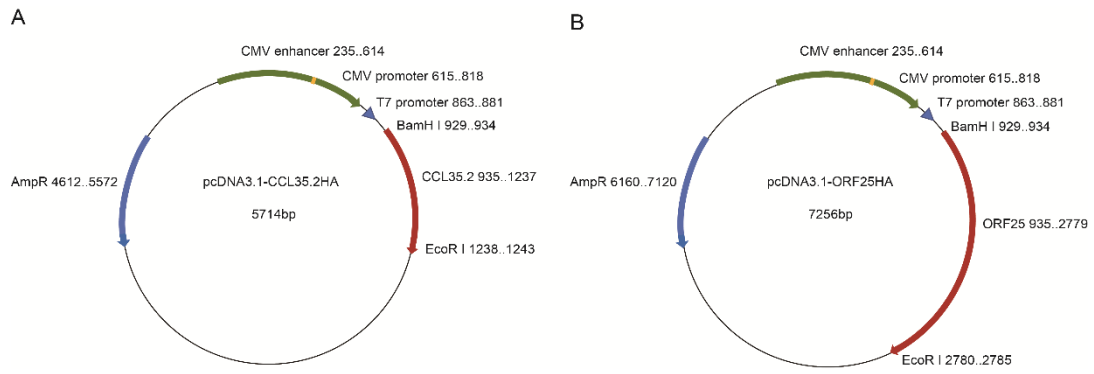 A
CMV enhancer 235..614
CMV promoter 615..818
T7 promoter 863..881
BamH I 929..934
AmpR 4612..5572
pcDNA3.1-CCL35.2HA
CCL35.2 935..1237
5714bp
EcoR I 1238..1243
B
CMV enhancer 235..614
CMV promoter 615..818
T7 promoter 863..881
BamH I 929..934
AmpR 6160..7120
pcDNA3.1-ORF25HA
7256bp
ORF25 935..2779
EcoR I 2780..2785